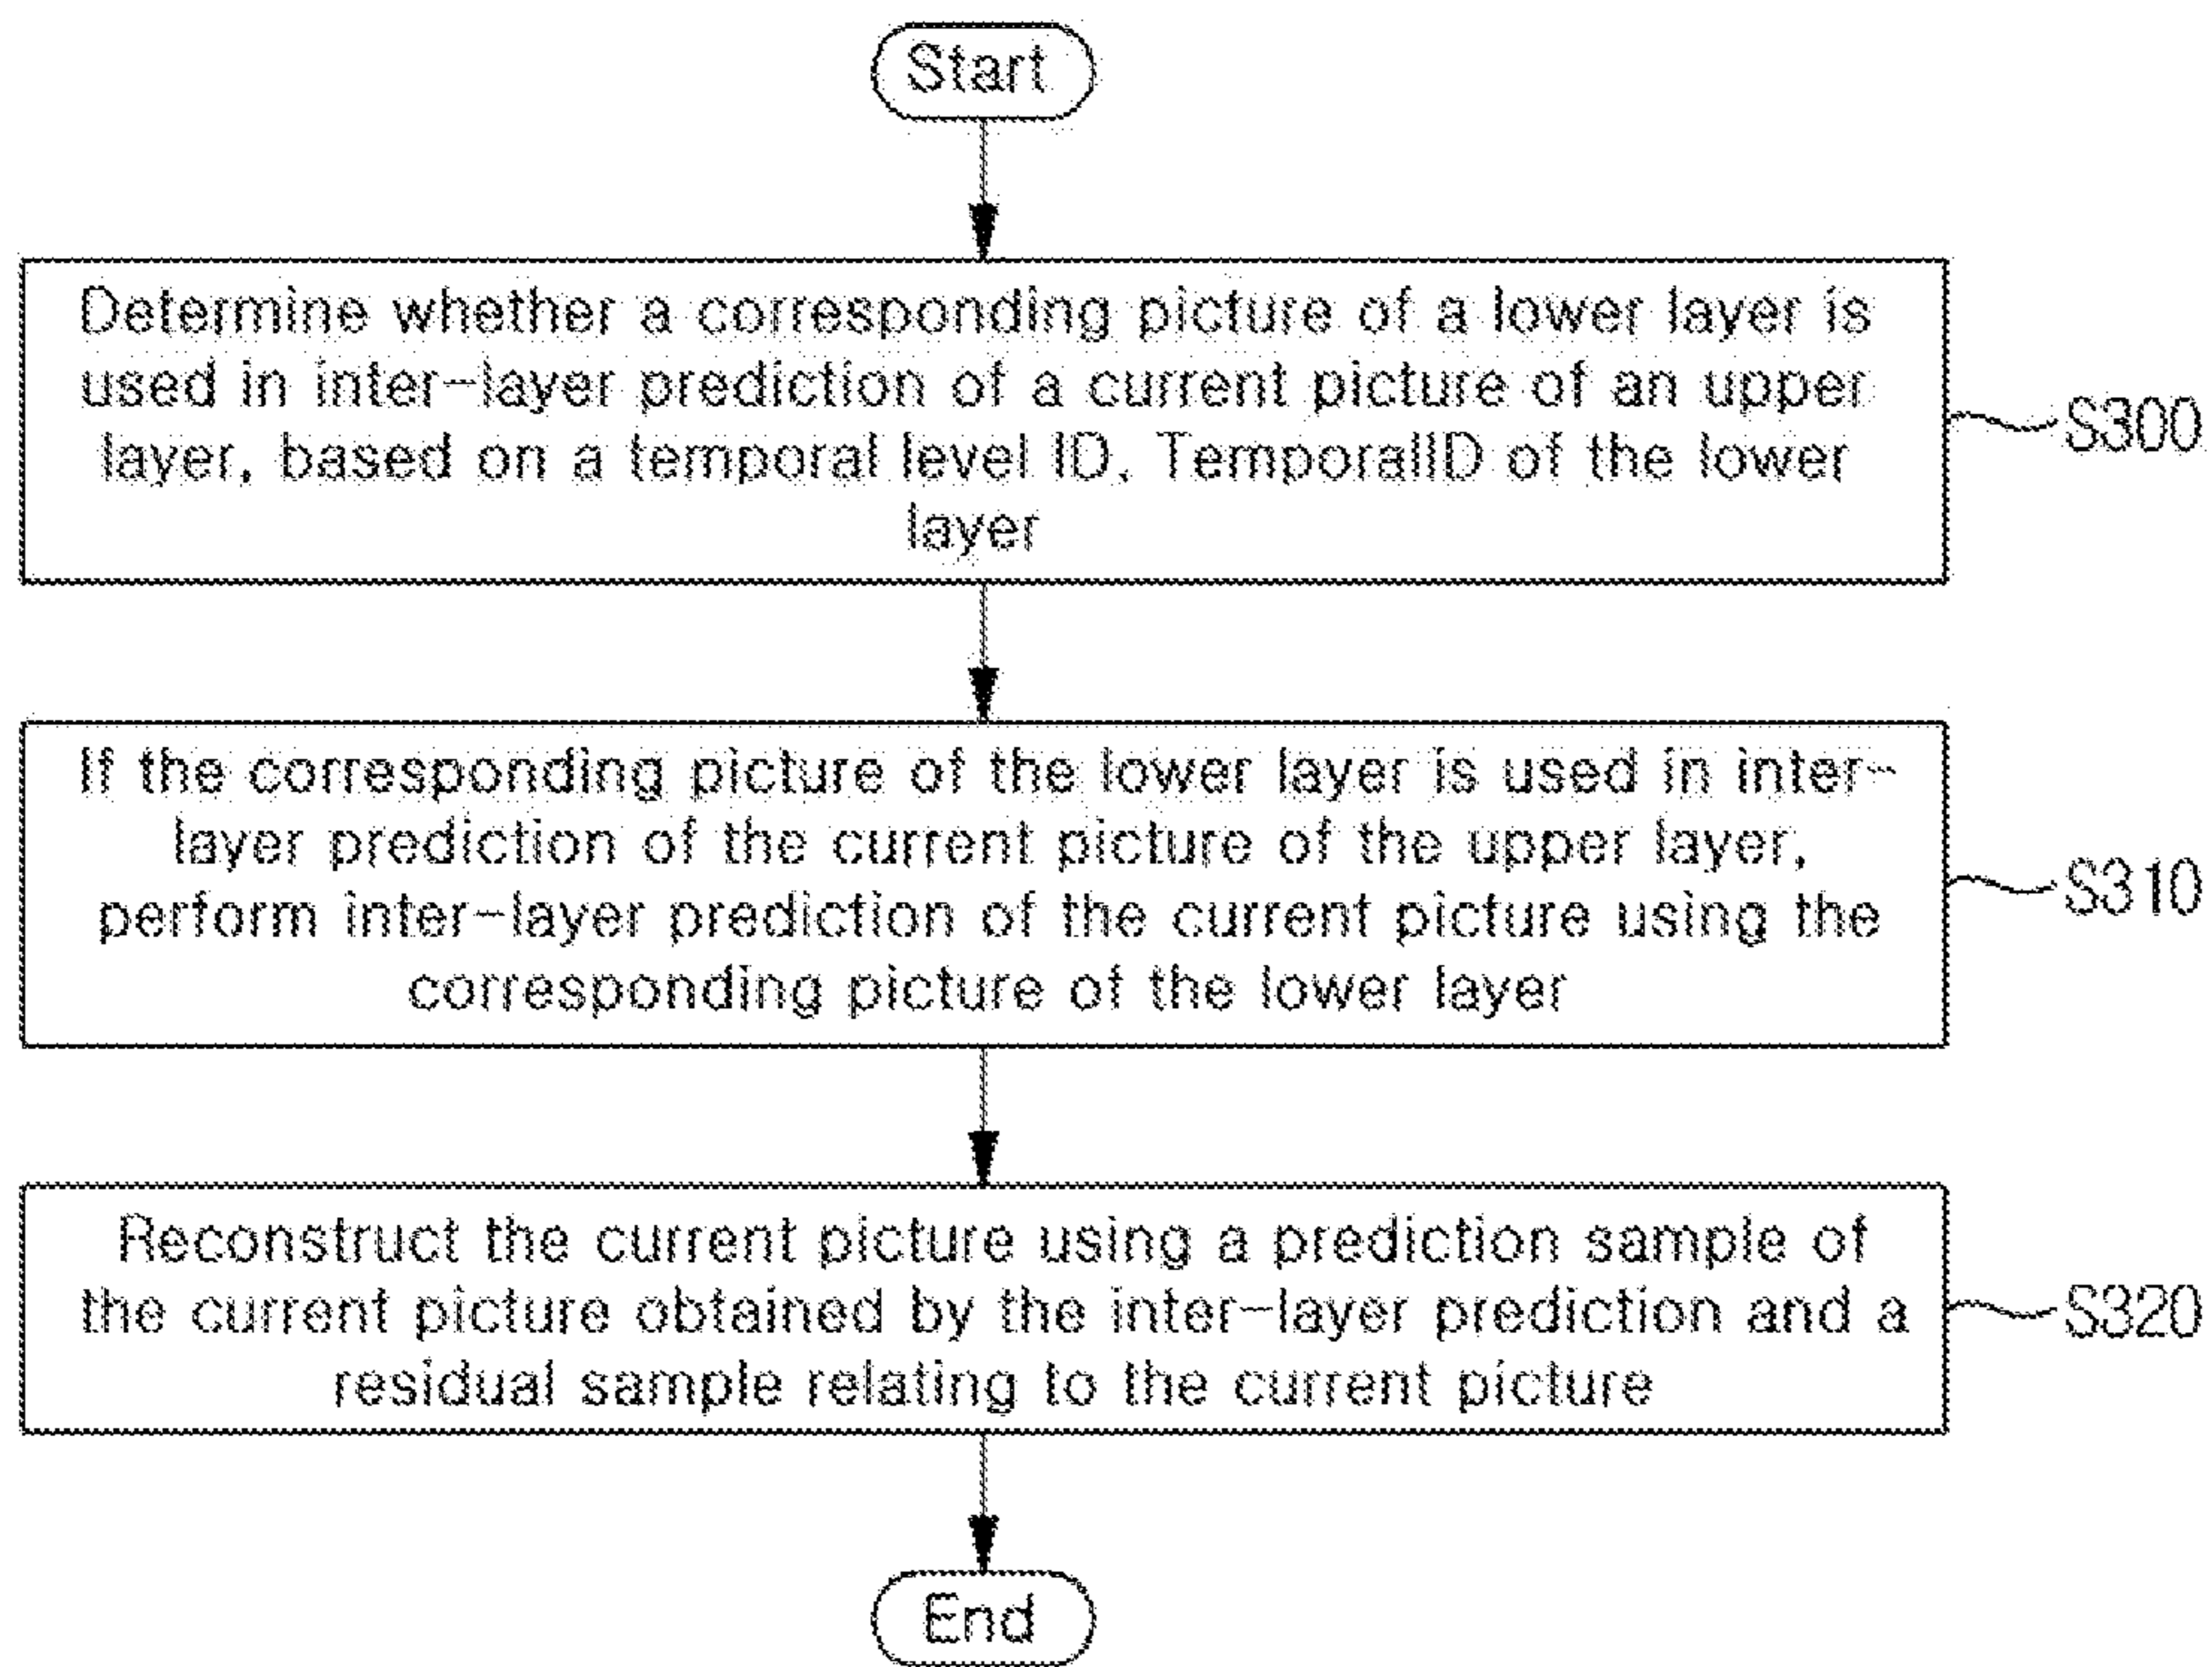 Start
Determine whether a corresponding picture of a lower layer is
used in inter-layer prediction of a current picture of an upper
layer, based on a temporal level ID, TemporalID of the lower
layer
S300
If the corresponding picture of the lower layer is used in inter-
layer prediction of the current picture of the upper layer,
perform inter-layer prediction of the current picture using the
corresponding picture of the lower layer
S310
Reconstruct the current picture using a prediction sample of
the current picture obtained by the inter-layer prediction and a
residual sample relating to the current picture
S320
End